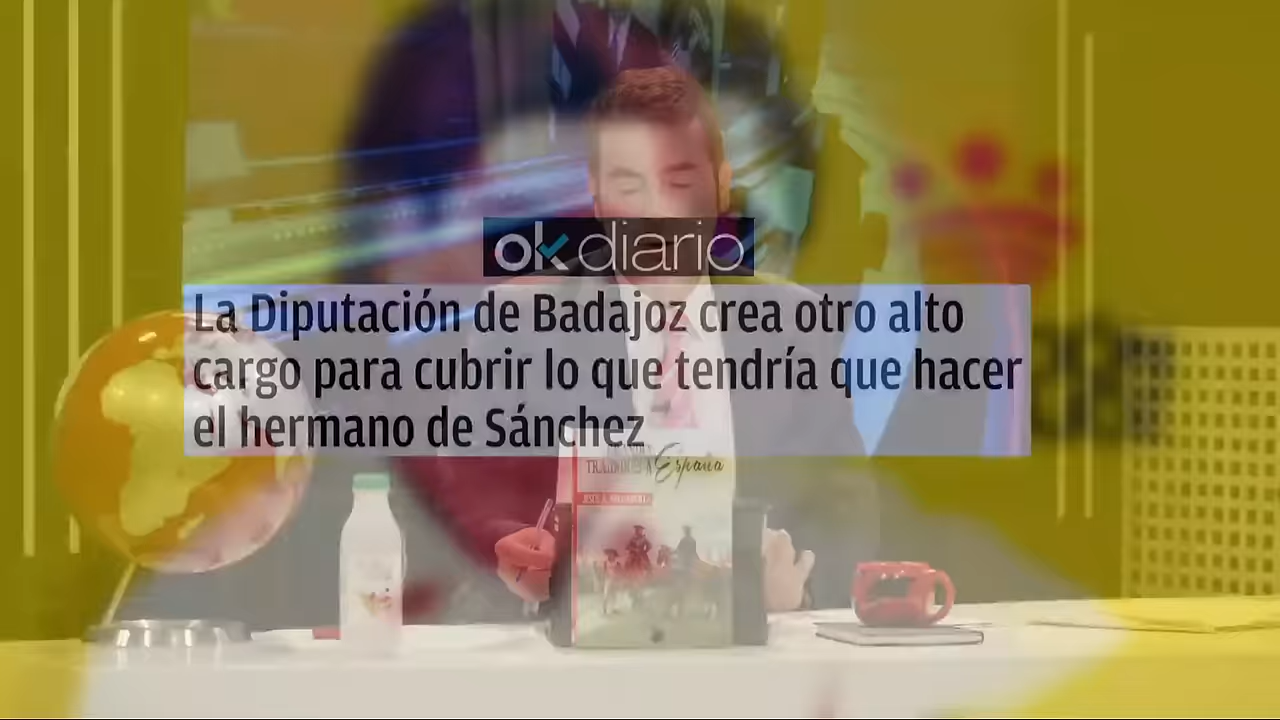 okdiario
La Diputación de Badajoz crea otro alto
cargo para cubrir lo que tendría que hacer
el hermano de Sánchez
España